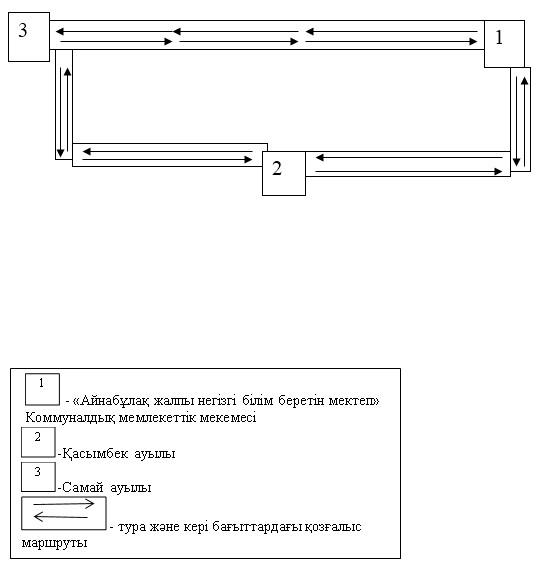 3
1
2
1 - «Айнабұлақ жалпы негізгі білім беретін мектеп»
Коммуналдық мемлекеттік мекемесі
2 -Қасымбек ауылы
3 -Самай ауылы
- тура және кері бағыттардағы қозғалыс
маршруты